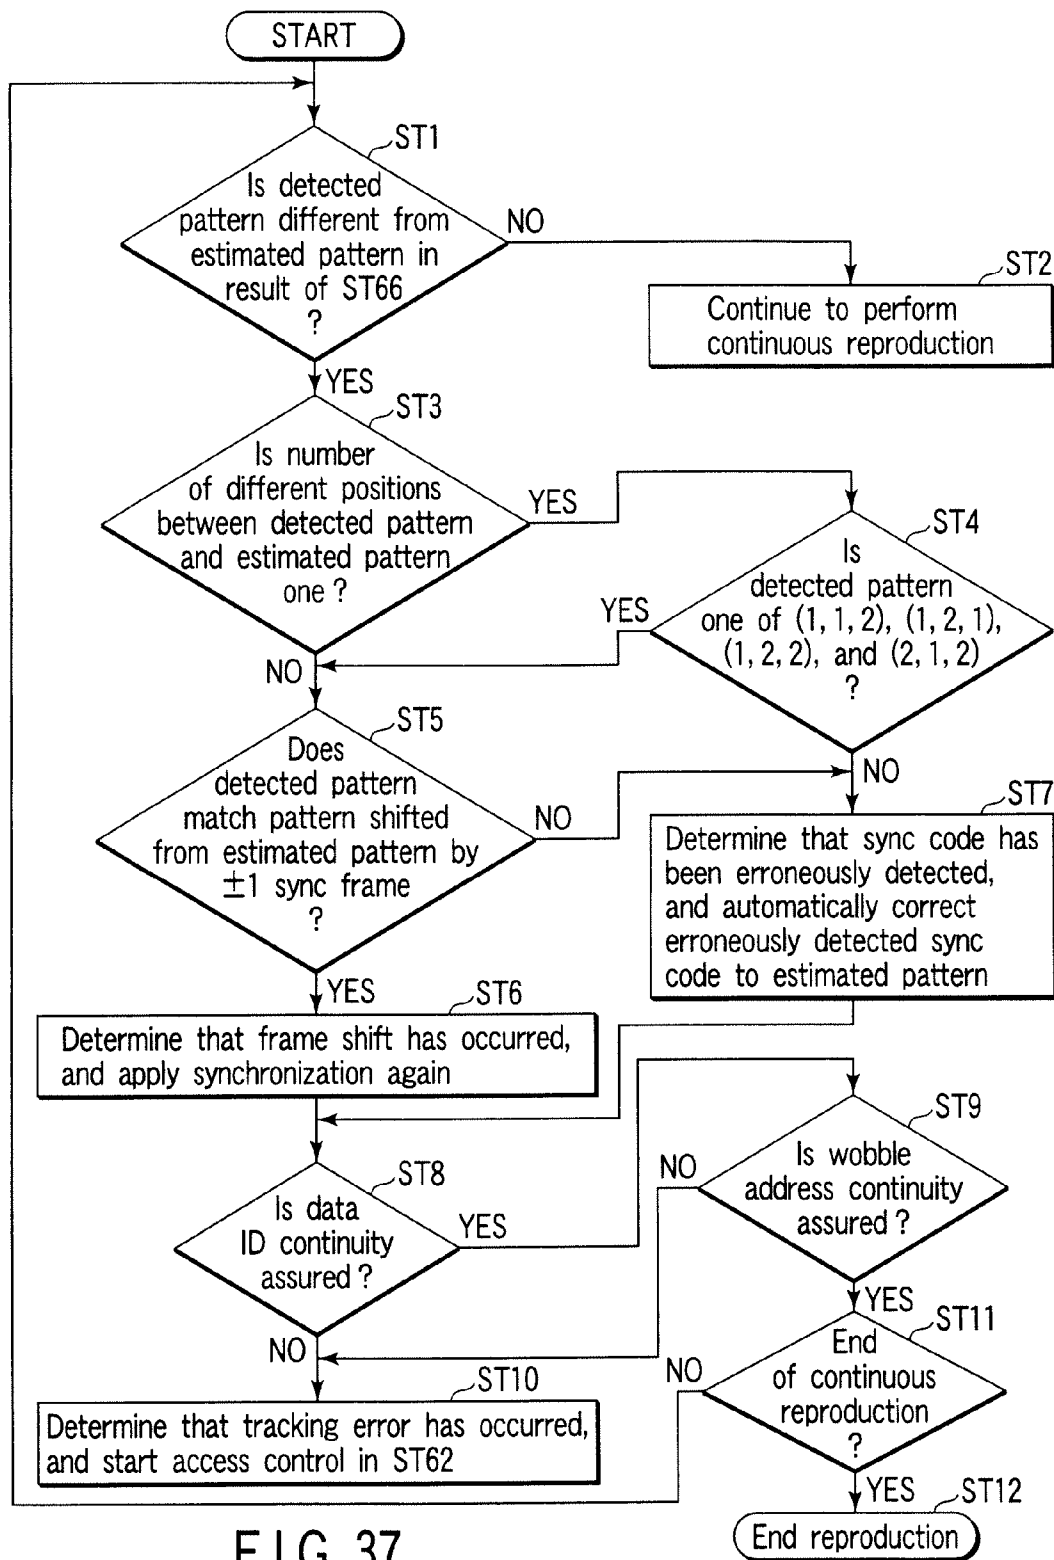 START
ST1
Is detected
pattern different from
estimated pattern in
result of ST66
?
NO
ST2
Continue to perform
continuous reproduction
YES
ST3
Is number
of different positions
between detected pattern
and estimated pattern
one ?
YES
ST4
Is
detected pattern
one of (1, 1, 2), (1, 2, 1),
(1, 2, 2), and (2, 1, 2)
?
YES
NO
NO
ST5
Does
detected pattern
match pattern shifted
from estimated pattern by
±1 sync frame
?
NO
ST7
Determine that sync code has
been erroneously detected,
and automatically correct
erroneously detected sync
code to estimated pattern
YES
ST6
Determine that frame shift has occurred,
and apply synchronization again
ST8
Is data
ID continuity
assured ?
YES
ST9
Is wobble
address continuity
assured ?
NO
YES
NO
ST10
Determine that tracking error has occurred,
and start access control in ST62
ST11
End
of continuous
reproduction
?
NO
YES
ST12
End reproduction
FIG. 37